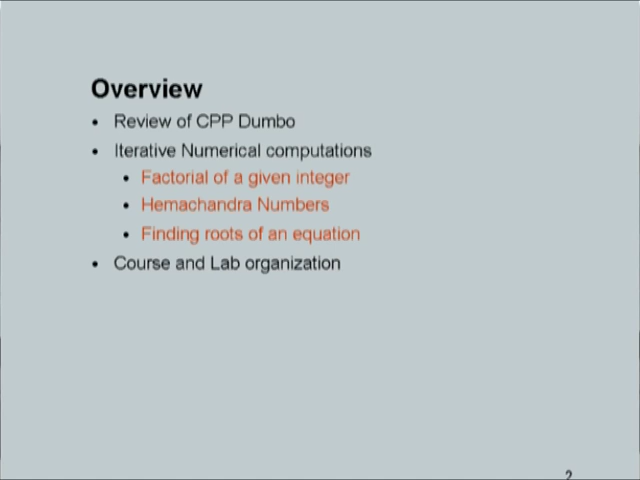 Overview
• Review of CPP Dumbo
• Iterative Numerical computations
• Factorial of a given integer
• Hemachandra Numbers
• Finding roots of an equation
• Course and Lab organization
2